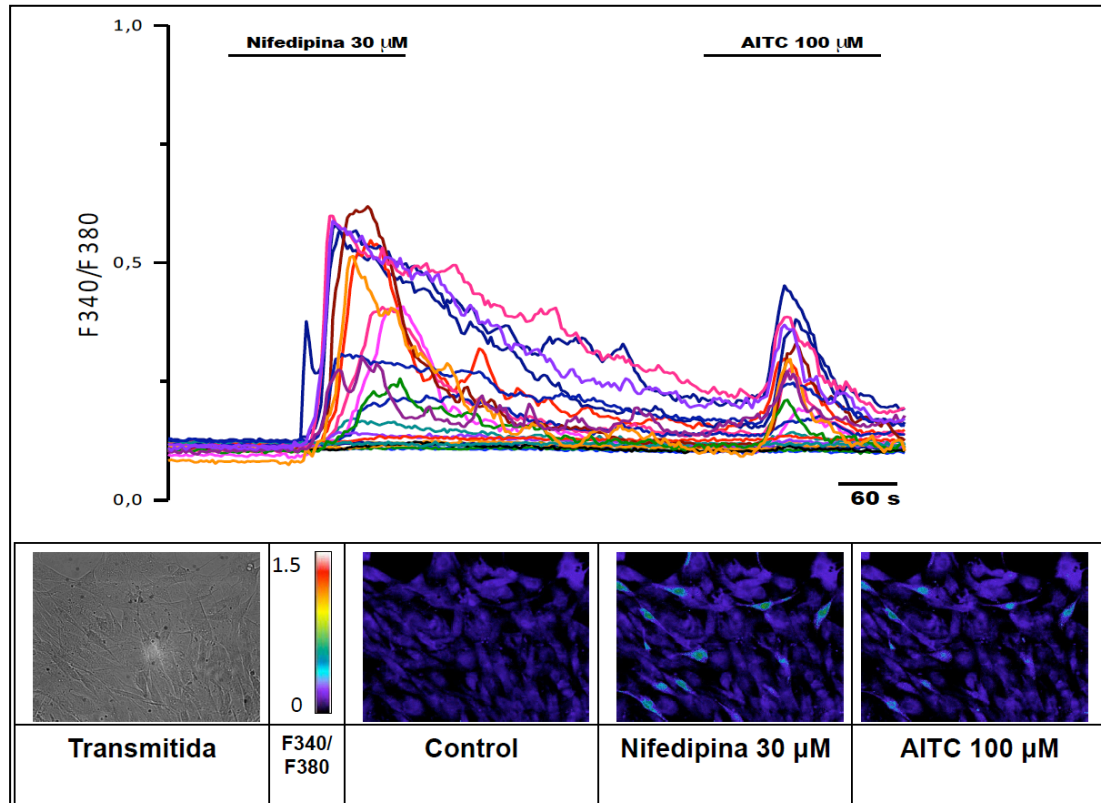 1,0
Nifedipina 30 µM
AITC 100 µM
F340/F380
0,5
0,0
60 s
1.5
0
Transmitida
F340/
F380
Control
Nifedipina 30 µM
AITC 100 µM